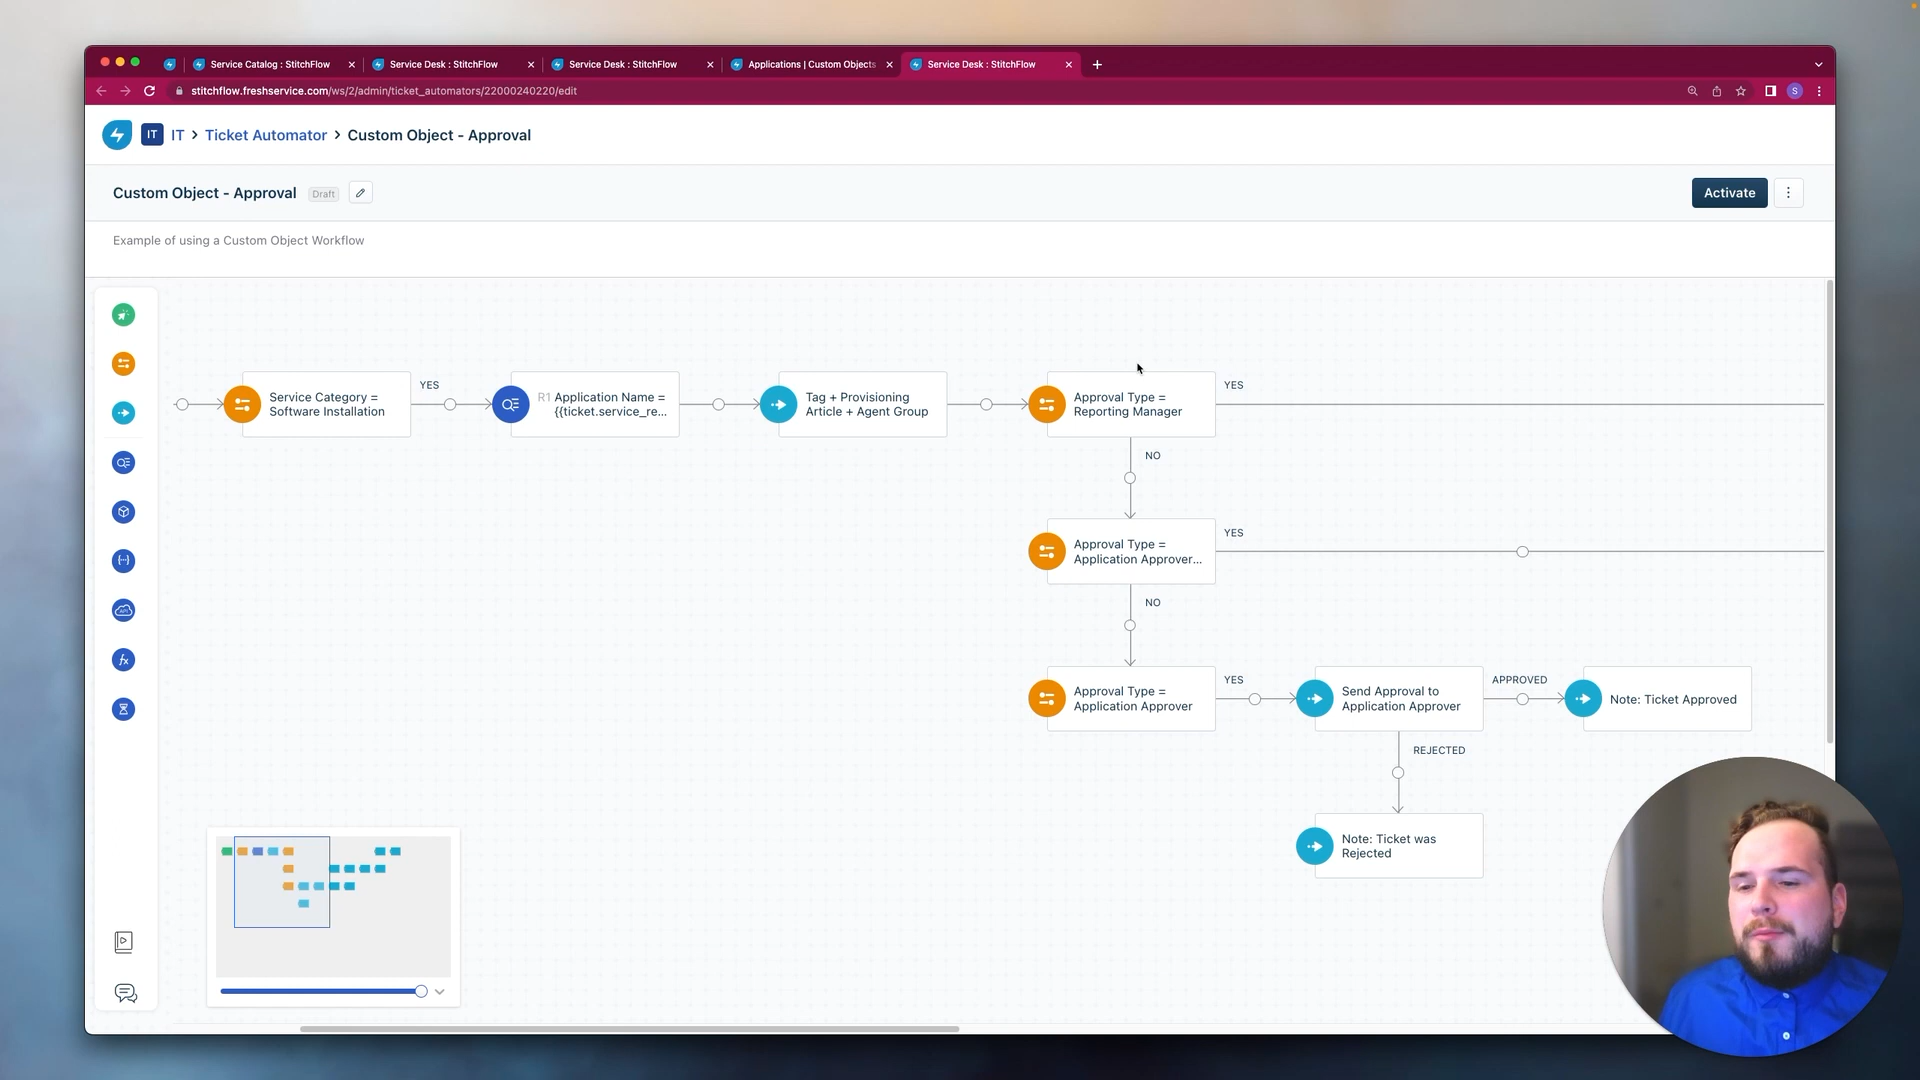 Service Catalog : StitchFlow
Service Desk : StitchFlow
Service Desk : StitchFlow
Applications | Custom Objects
Service Desk : StitchFlow
stitchflow.freshservice.com/ws/2/admin/ticket_automators/22000240220/edit
S
IT
IT > Ticket Automator > Custom Object - Approval
Custom Object - Approval
Draft
Activate
Example of using a Custom Object Workflow
Service Category =
Software Installation
YES
R1 Application Name =
{{ticket.service_re...
Tag + Provisioning
Article + Agent Group
Approval Type =
Reporting Manager
YES
NO
Approval Type =
Application Approver...
YES
NO
Approval Type =
Application Approver
YES
Send Approval to
Application Approver
APPROVED
Note: Ticket Approved
REJECTED
Note: Ticket was
Rejected
API
fx